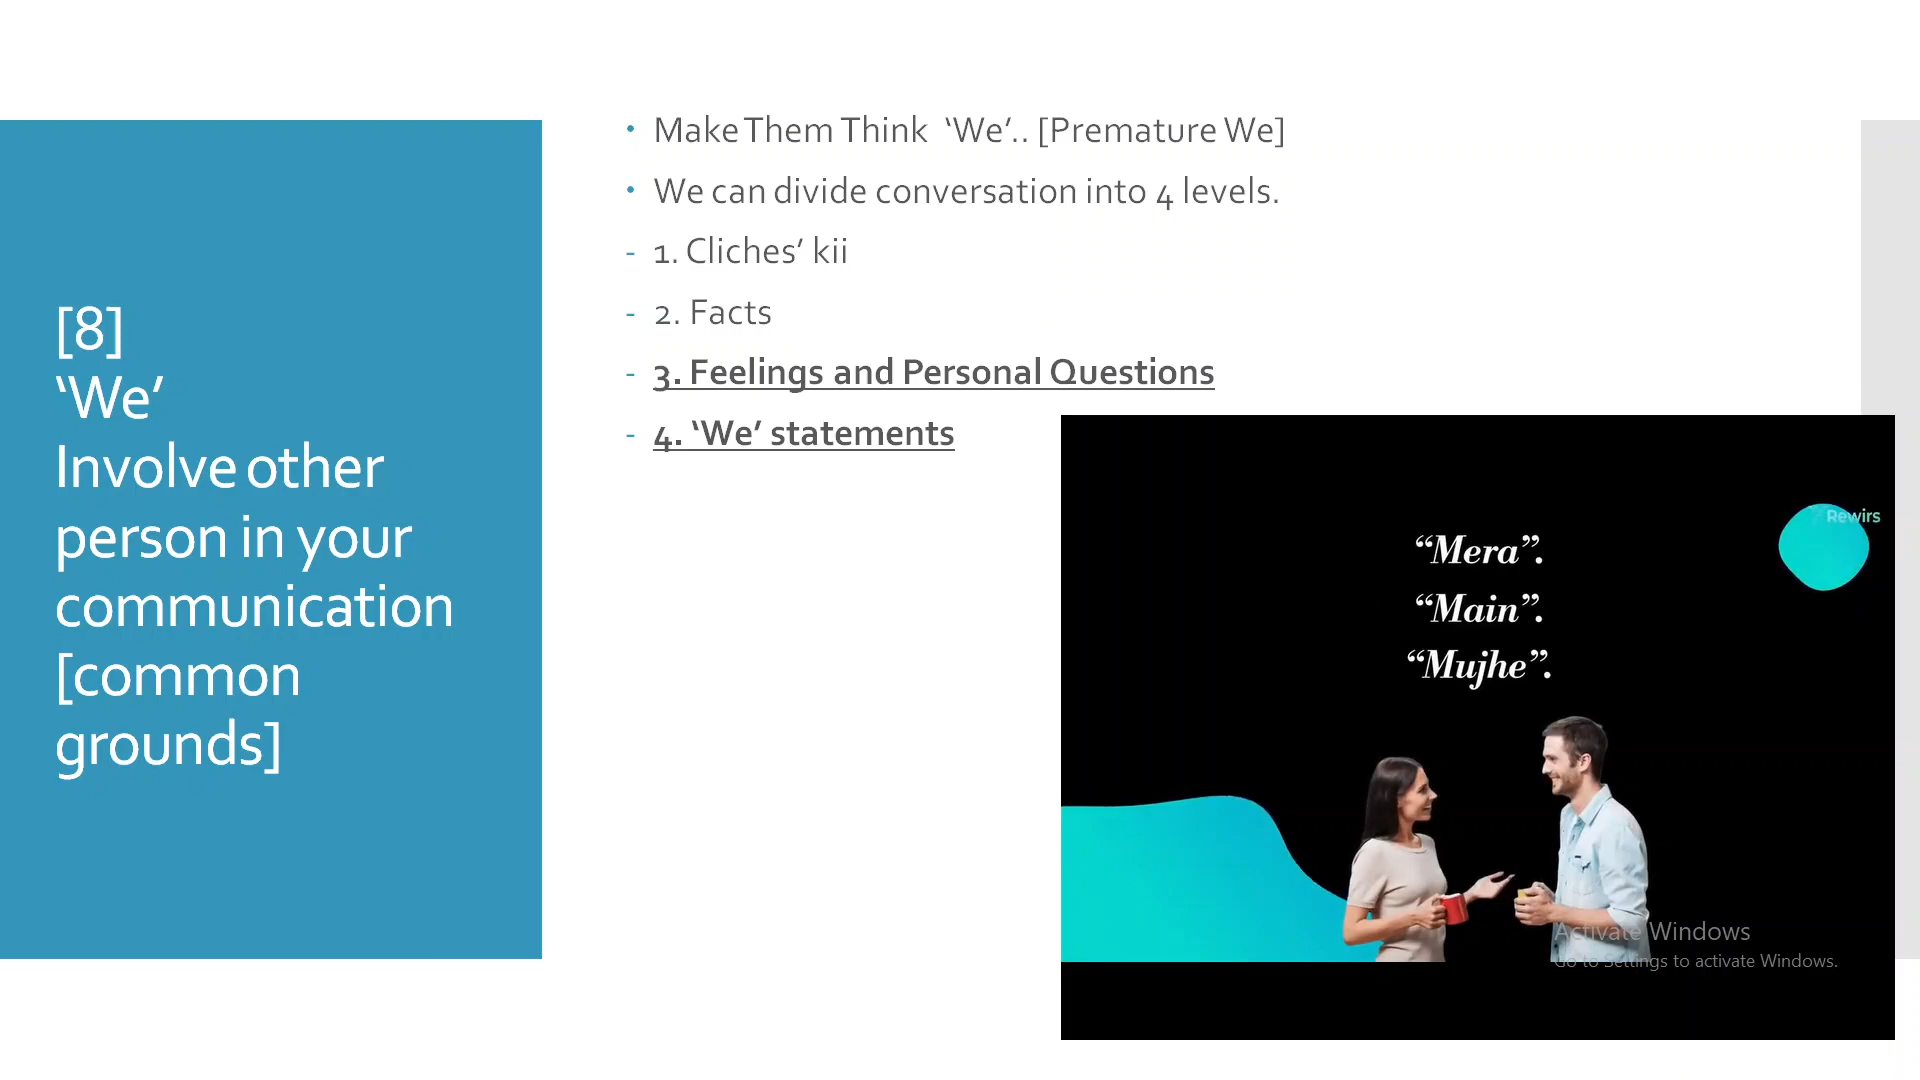 [8]
‘We’
Involve other
person in your
communication
[common
grounds]
• Make Them Think ‘We’.. [Premature We]
• We can divide conversation into 4 levels.
- 1. Cliches’ kii
- 2. Facts
- 3. Feelings and Personal Questions
- 4. ‘We’ statements
Rewirs
“Mera”.
“Main”.
“Mujhe”.
Activate Windows
Go to Settings to activate Windows.